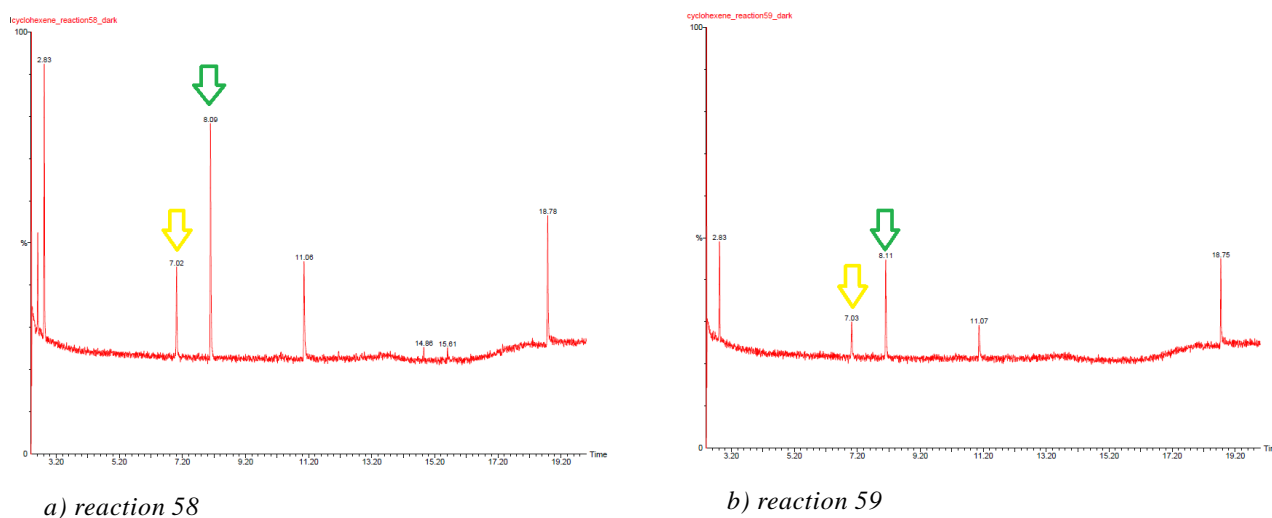 lcyclohexene_reaction58_dark
100
2.83
8.09
7.02
%
11.06
18.78
14.86 15.61
0
3.20 5.20 7.20 9.20 11.20 13.20 15.20 17.20 19.20 Time
a) reaction 58
cyclohexene_reaction59_dark
100
2.83
%
8.11
7.03
11.07
18.75
0
3.20 5.20 7.20 9.20 11.20 13.20 15.20 17.20 19.20 Time
b) reaction 59